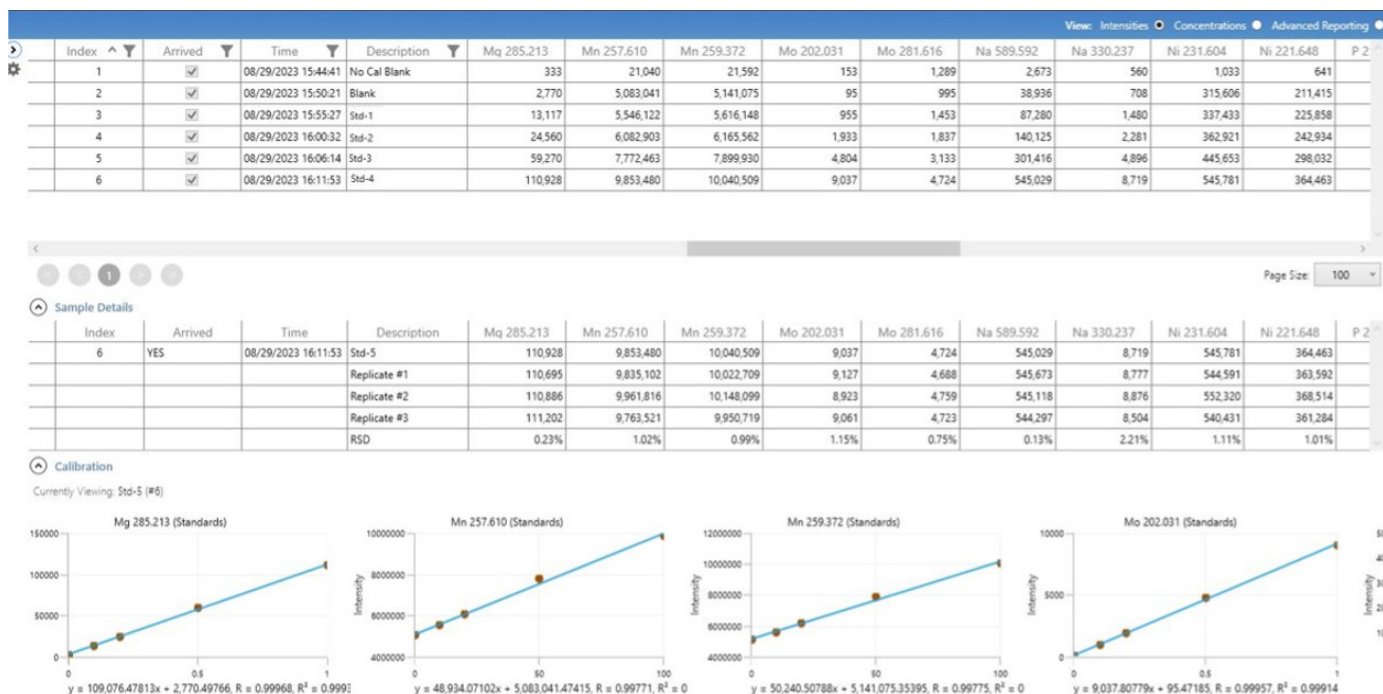 View: Intensities Concentrations Advanced Reporting
Index Arrived Time Description Mg 285.213 Mn 257.610 Mn 259.372 Mo 202.031 Mo 281.616 Na 589.592 Na 330.237 Ni 231.604 Ni 221.648 P 2
1 08/29/2023 15:44:41 No Cal Blank 333 21,040 21,592 153 1,289 2,673 560 1,033 641
2 08/29/2023 15:50:21 Blank 2,770 5,083,041 5,141,075 95 995 38,936 708 315,606 211,415
3 08/29/2023 15:55:27 Std-1 13,117 5,546,122 5,616,148 955 1,453 87,280 1,480 337,433 225,858
4 08/29/2023 16:00:32 Std-2 24,560 6,082,903 6,165,562 1,933 1,837 140,125 2,281 362,921 242,934
5 08/29/2023 16:06:14 Std-3 59,270 7,772,463 7,899,930 4,804 3,133 301,416 4,896 445,653 298,032
6 08/29/2023 16:11:53 Std-4 110,928 9,853,480 10,040,509 9,037 4,724 545,029 8,719 545,781 364,463
1
Page Size: 100
Sample Details
Index Arrived Time Description Mg 285.213 Mn 257.610 Mn 259.372 Mo 202.031 Mo 281.616 Na 589.592 Na 330.237 Ni 231.604 Ni 221.648 P 2
6 YES 08/29/2023 16:11:53 Std-5 110,928 9,853,480 10,040,509 9,037 4,724 545,029 8,719 545,781 364,463
Replicate #1 110,695 9,835,102 10,022,709 9,127 4,688 545,673 8,777 544,591 363,592
Replicate #2 110,886 9,961,816 10,148,099 8,923 4,759 545,118 8,876 552,320 368,514
Replicate #3 111,202 9,763,521 9,950,719 9,061 4,723 544,297 8,504 540,431 361,284
RSD 0.23% 1.02% 0.99% 1.15% 0.75% 0.13% 2.21% 1.11% 1.01%
Calibration
Currently Viewing: Std-5 (#6)
Mg 285.213 (Standards)
150000
100000
50000
0
0 0.5 1
y = 109,076.47813x + 2,770.49766, R = 0.99968, R² = 0.9993
Mn 257.610 (Standards)
Intensity
10000000
8000000
6000000
4000000
0 50 100
y = 48,934.07102x + 5,083,041.47415, R = 0.99771, R² = 0
Mn 259.372 (Standards)
Intensity
12000000
10000000
8000000
6000000
4000000
0 50 100
y = 50,240.50788x + 5,141,075.35395, R = 0.99775, R² = 0
Mo 202.031 (Standards)
Intensity
10000
5000
0
0 0.5 1
y = 9,037.80779x + 95.47185, R = 0.99957, R² = 0.99914